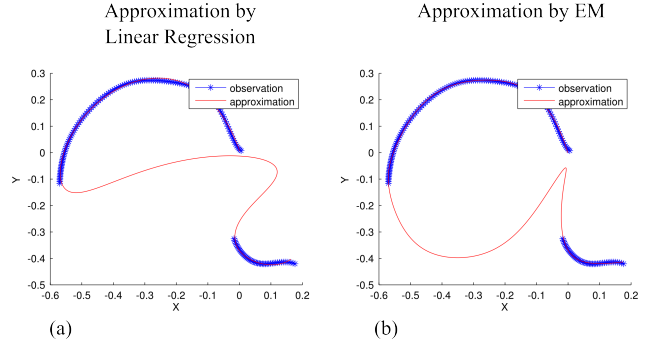 Approximation by
Linear Regression
0.3
0.2
0.1
0
-0.1
-0.2
-0.3
-0.4
-0.5
Y
observation
approximation
-0.6 -0.5 -0.4 -0.3 -0.2 -0.1 0 0.1 0.2
X
(a)
Approximation by EM
0.3
0.2
0.1
0
-0.1
-0.2
-0.3
-0.4
-0.5
Y
observation
approximation
-0.6 -0.5 -0.4 -0.3 -0.2 -0.1 0 0.1 0.2
X
(b)